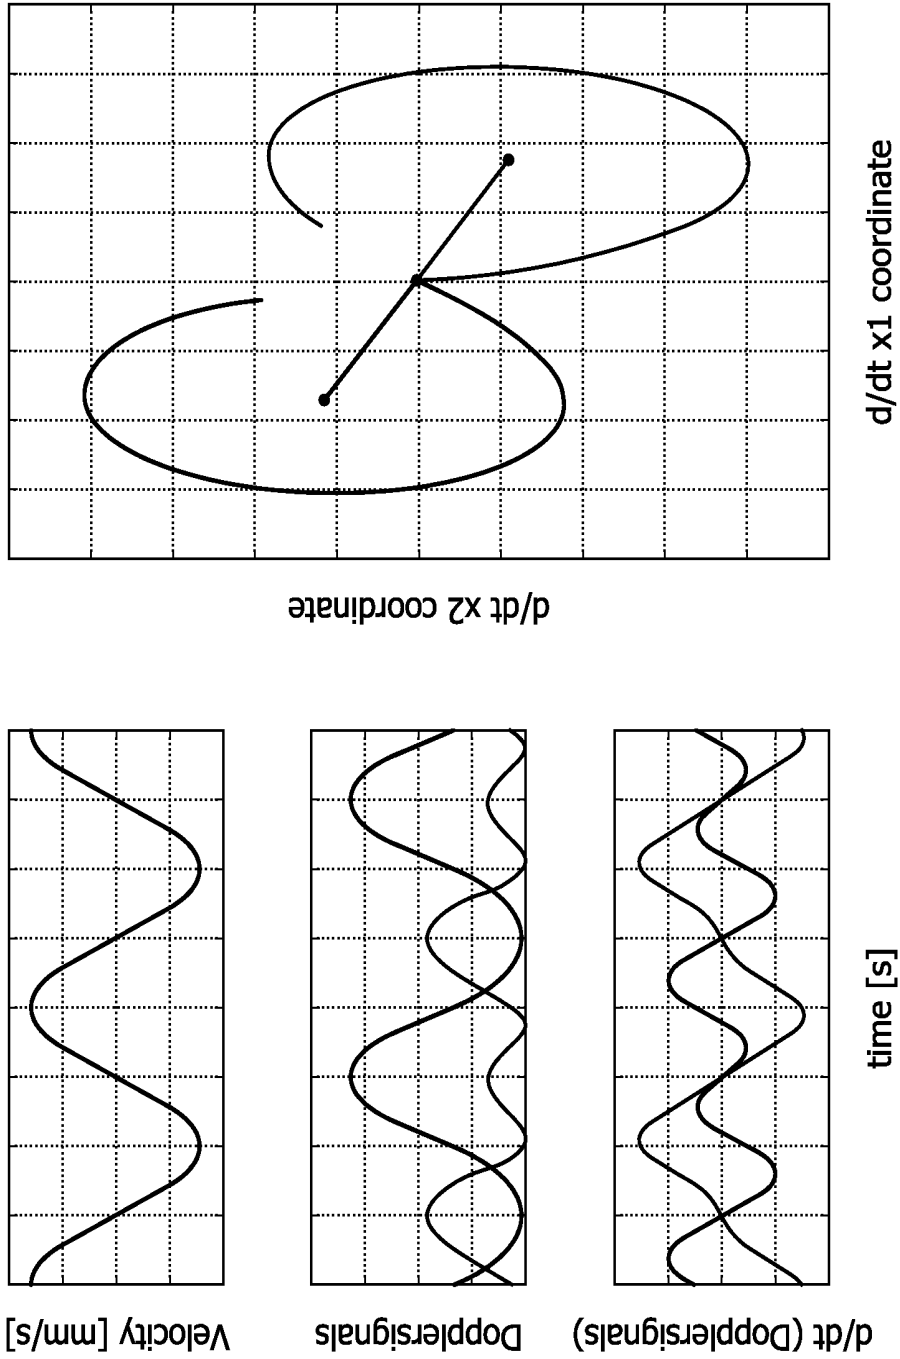 Velocity [mm/s]
Dopplersignals
d/dt (Dopplersignals)
time [s]
d/dt x2 coordinate
d/dt x1 coordinate